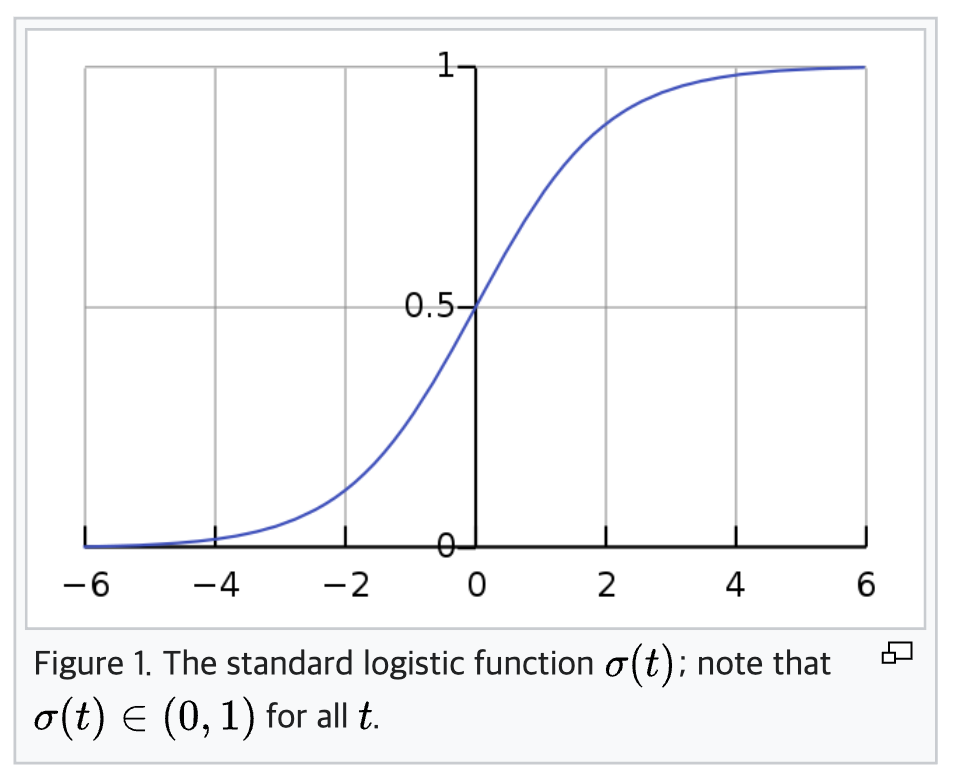 1
0.5
0
−6 −4 −2 0 2 4 6
Figure 1. The standard logistic function σ(t); note that
σ(t) ∈ (0, 1) for all t.